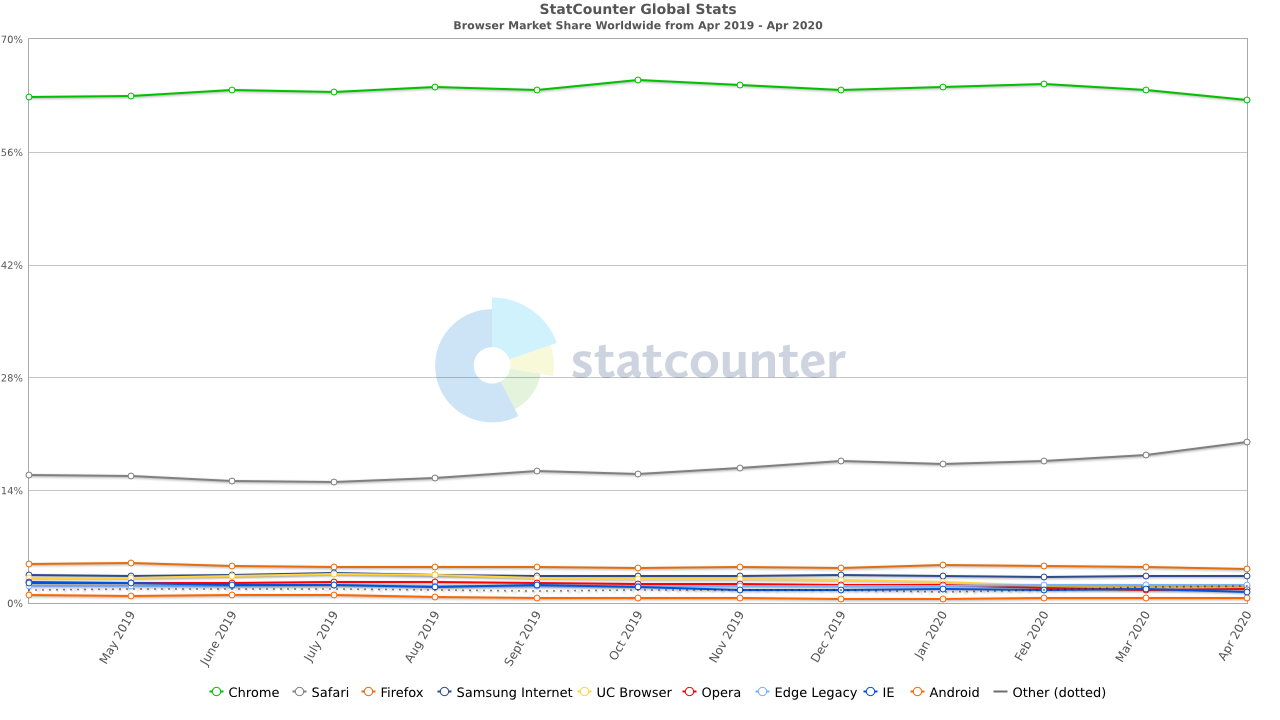 StatCounter Global Stats
Browser Market Share Worldwide from Apr 2019 - Apr 2020
70%
56%
42%
28%
14%
0%
statcounter
May 2019
June 2019
July 2019
Aug 2019
Sept 2019
Oct 2019
Nov 2019
Dec 2019
Jan 2020
Feb 2020
Mar 2020
Apr 2020
Chrome Safari Firefox Samsung Internet UC Browser Opera Edge Legacy IE Android Other (dotted)